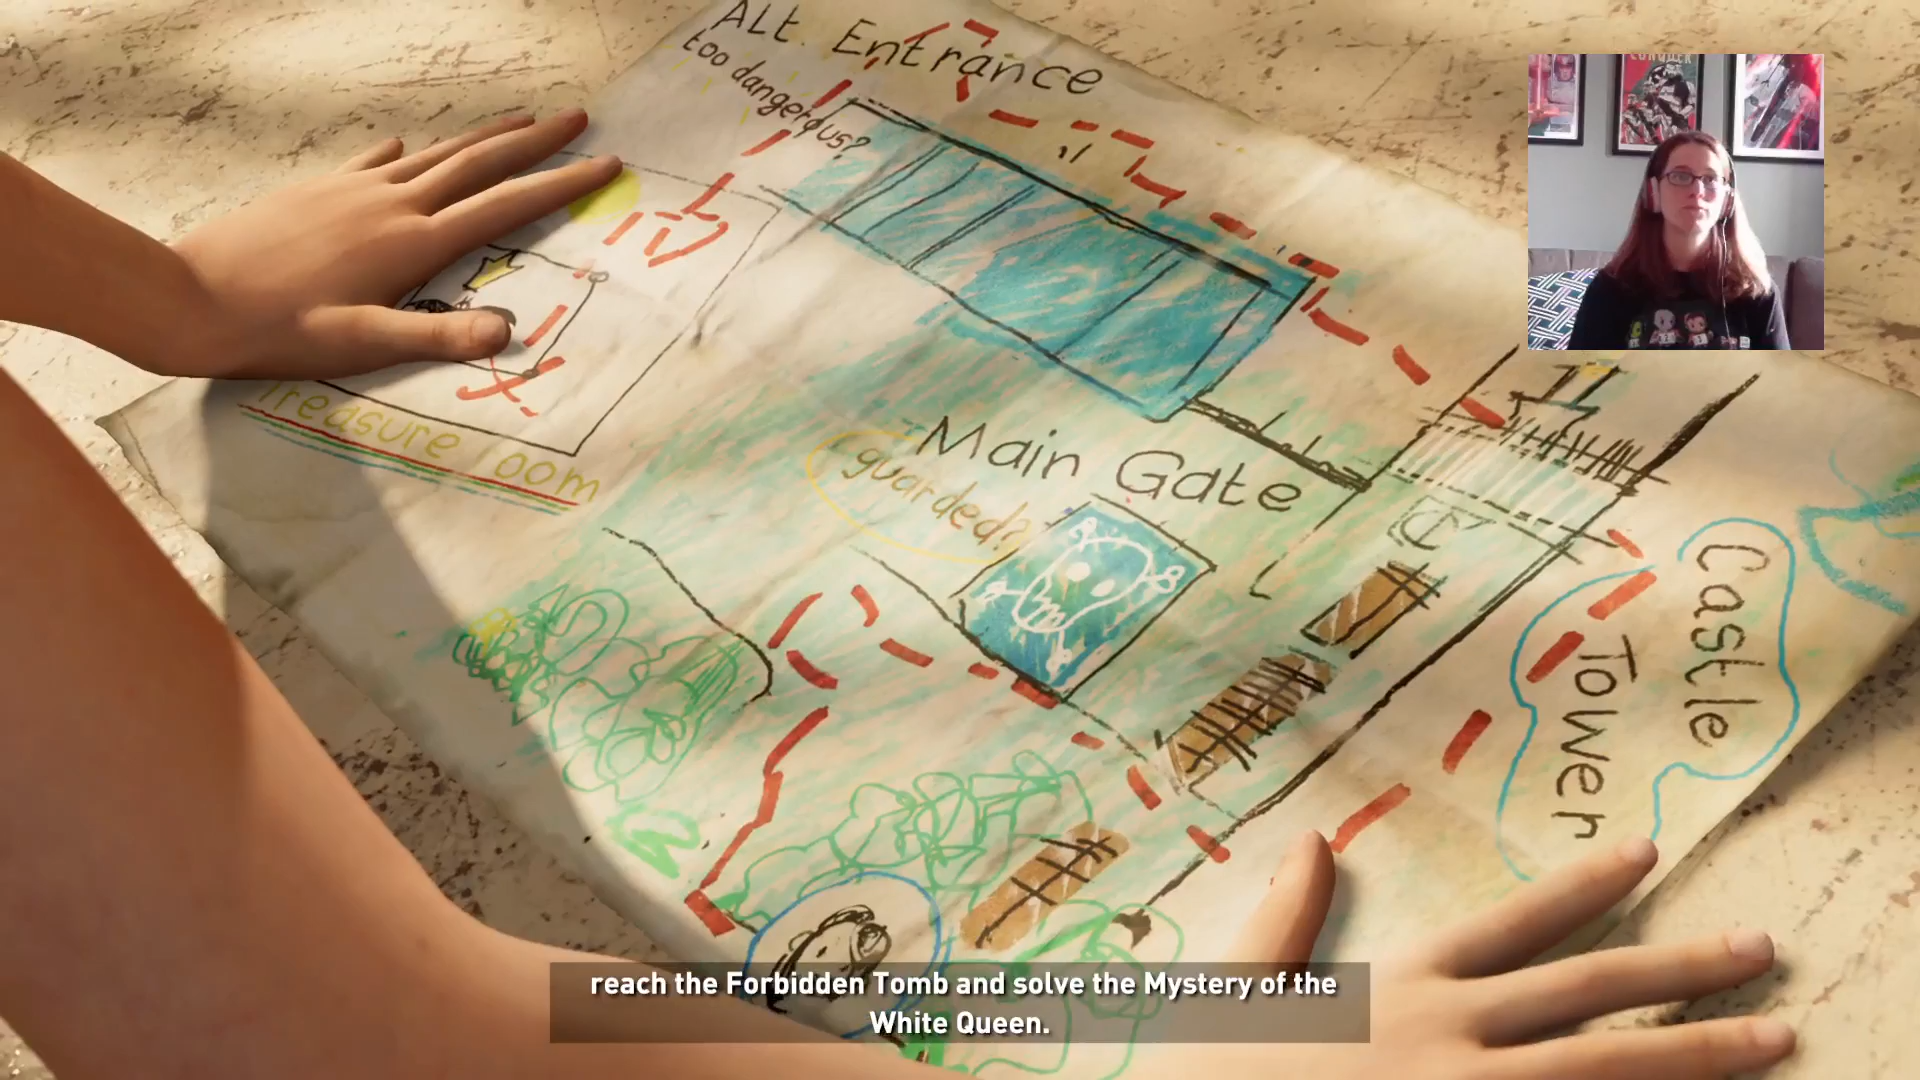 ALt. Entrance
too dangerous?
CONQUER
Treasure room
Main Gate
guarded?
Castle
Tower
reach the Forbidden Tomb and solve the Mystery of the
White Queen.